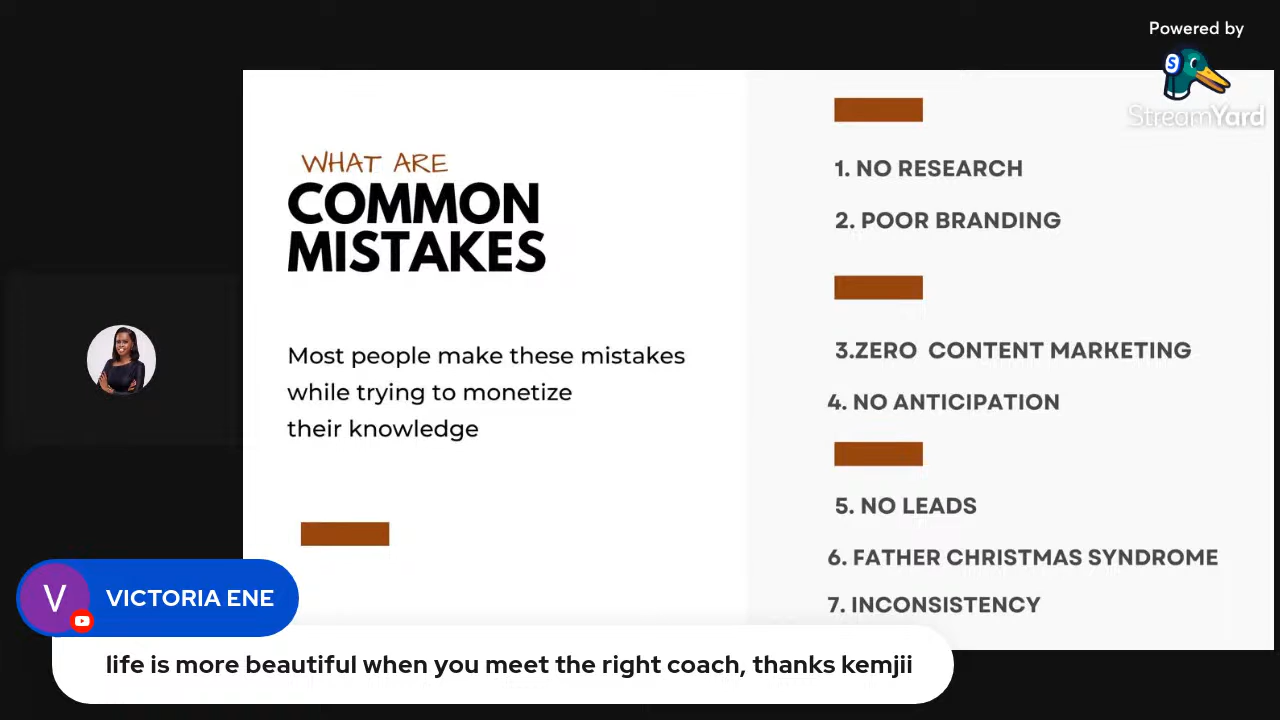 Powered by
StreamYard
WHAT ARE
COMMON
MISTAKES
Most people make these mistakes
while trying to monetize
their knowledge
1. NO RESEARCH
2. POOR BRANDING
3.ZERO  CONTENT MARKETING
4. NO ANTICIPATION
5. NO LEADS
6. FATHER CHRISTMAS SYNDROME
7. INCONSISTENCY
V
VICTORIA ENE
life is more beautiful when you meet the right coach, thanks kemjii